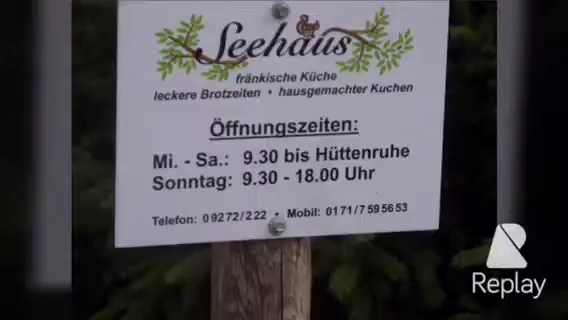 Seehaus
fränkische Küche
leckere Brotzeiten • hausgemachter Kuchen
Öffnungszeiten:
Mi. - Sa.: 9.30 bis Hüttenruhe
Sonntag: 9.30 - 18.00 Uhr
Telefon: 09272/222 • Mobil: 0171/7595653
Replay